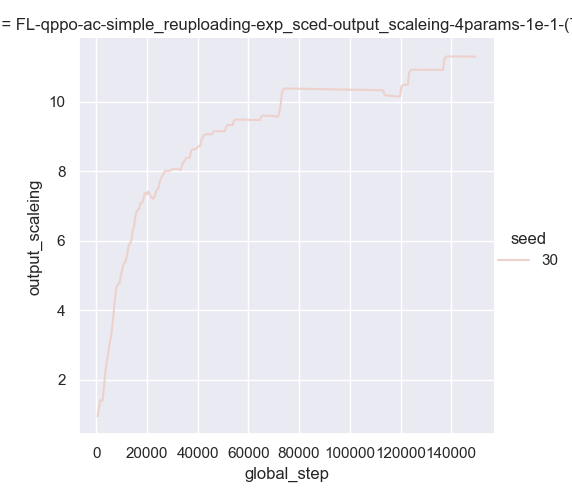 = FL-qppo-ac-simple_reuploading-exp_sced-output_scaleing-4params-1e-1-(
output_scaleing
10
8
6
4
2
0 20000 40000 60000 80000 100000 120000 140000
global_step
seed
30